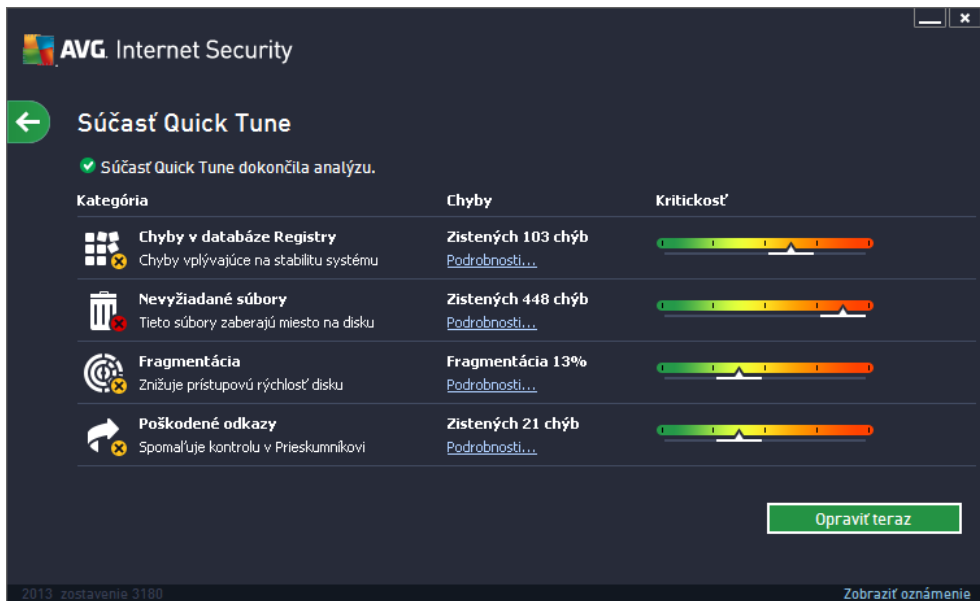 AVG. Internet Security
Súčasť Quick Tune
Súčasť Quick Tune dokončila analýzu.
Kategória Chyby Kritickosť
Chyby v databáze Registry Zistených 103 chýb
Chyby vplývajúce na stabilitu systému Podrobnosti...
Nevyžiadané súbory Zistených 448 chýb
Tieto súbory zaberajú miesto na disku Podrobnosti...
Fragmentácia Fragmentácia 13%
Znižuje prístupovú rýchlosť disku Podrobnosti...
Poškodené odkazy Zistených 21 chýb
Spomaľuje kontrolu v Prieskumníkovi Podrobnosti...
Opraviť teraz
2013 zostavenie 3180 Zobraziť oznámenie